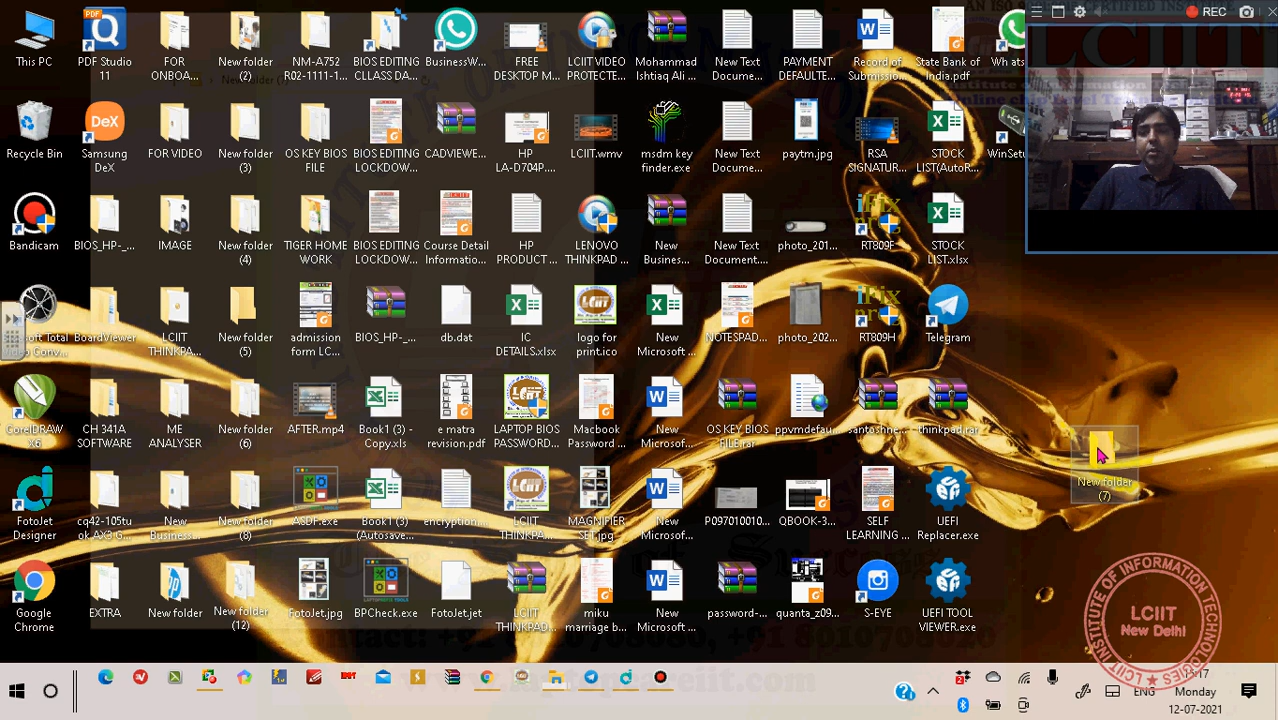 This PC
PDF Studio
11
New folder
(2)
BIOS EDITING
CLLASS DA...
BusinessW...
FREE
DESKTOP M...
LCIIT VIDEO
PROTECTE...
Mohammad
Ishtiaq Ali ...
New Text
Docume...
PAYMENT
DEFAULTE...
Record of
Submissio...
State Bank of
India.pdf
REC
Recycle Bin
Samsung
DeX
FOR VIDEO
New folder
(3)
OS KEY BIOS
FILE
BIOS EDITING
LOCKDOW...
CADVIEWE...
HP
LA-D704P....
LCIIT.wmv
msdm key
finder.exe
New Text
Docume...
paytm.jpg
RSA
SIGNATUR...
STOCK
LIST(AutoR...
WinSetu...
Bandicam
BIOS_HP-_...
IMAGE
New folder
(4)
TIGER HOME
WORK
BIOS EDITING
LOCKDOW...
Course Detail
Informatio...
HP
PRODUCT ...
LENOVO
THINKPAD ...
New
Busines...
New Text
Document....
photo_201...
RT809F
STOCK
LIST.xlsx
BoardViewer
LCIIT
THINKPA...
New folder
(5)
admission
form LC...
BIOS_HP-_...
db.dat
IC
DETAILS.xlsx
logo for
print.ico
New
Microsoft ...
NOTESPAD...
photo_202...
RT809H
Telegram
CorelDRAW
X6
CH 341A
SOFTWARE
ME
ANALYSER
New folder
(6)
AFTER.mp4
Book1 (3) -
Copy.xls
e matra
revision.pdf
LAPTOP BIOS
PASSWORD...
Macbook
Password ...
New
Microsof...
OS KEY BIOS
FILE.rar
ppvmdefau...
santoshne...
thinkpad.rar
New folder
(7)
FotoJet
Designer
cq42-105tu
New
Business...
New folder
(8)
ASDF.exe
Book1 (3)
(Autosave...
encryption...
LCIIT
THINKPA...
MAGNIFIER
SET.jpg
New
Microsof...
P097010010...
QBOOK-3...
SELF
LEARNING ...
UEFI
Replacer.exe
Google
Chrome
EXTRA
New folder
New folder
(12)
FotoJet.jpg
BPCheck.exe
FotoJet.jet
LCIIT
THINKPAD...
miku
marriage b...
New
Microsoft ...
password-...
quanta_z09...
S-EYE
UEFI TOOL
VIEWER.exe
INSTITUTE INFORMATION TECHNOLOGIES
LCIIT
New Delhi
ENG
Monday
12-07-2021